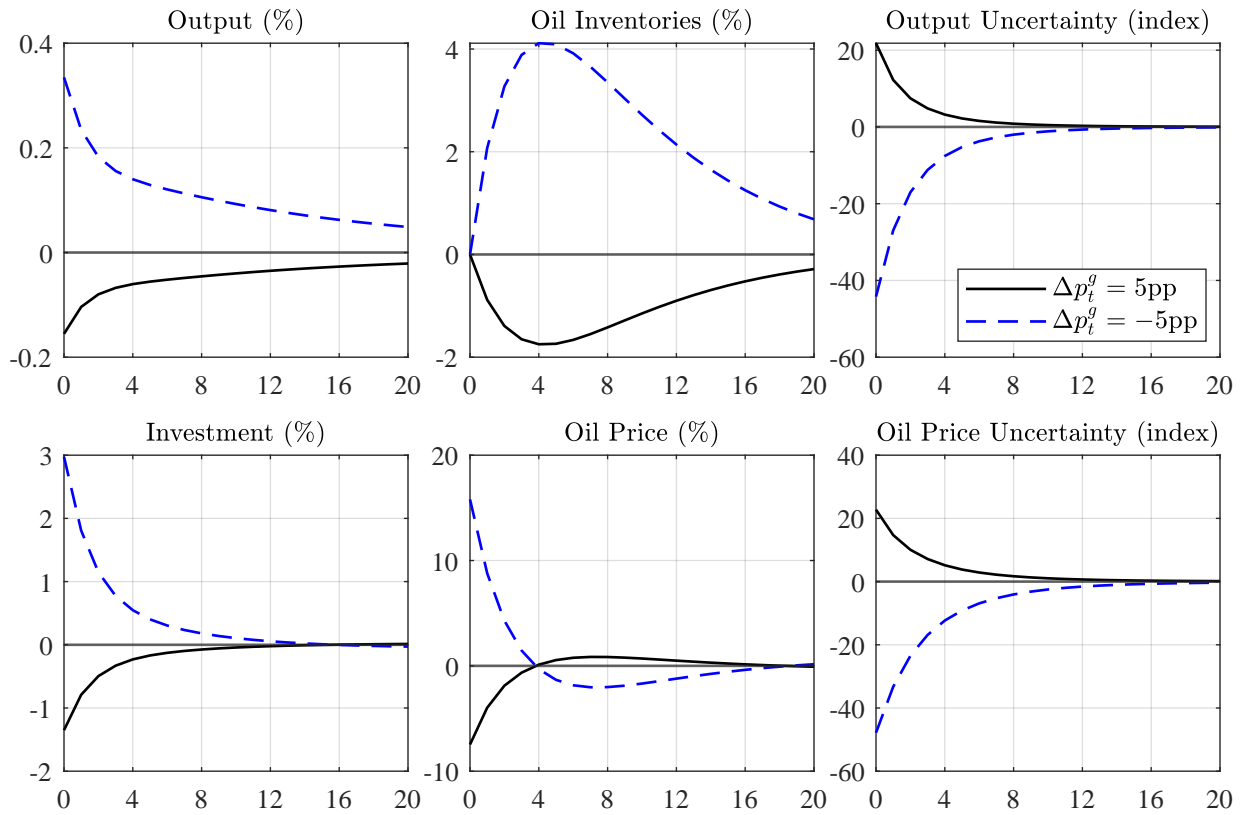 Output (%)
0.4
0.2
0
-0.2
0 4 8 12 16 20
Oil Inventories (%)
4
2
0
-2
0 4 8 12 16 20
Output Uncertainty (index)
20
0
-20
-40
-60
0 4 8 12 16 20
Δp_t^g = 5pp
Δp_t^g = −5pp
Investment (%)
3
2
1
0
-1
-2
0 4 8 12 16 20
Oil Price (%)
20
10
0
-10
0 4 8 12 16 20
Oil Price Uncertainty (index)
40
20
0
-20
-40
-60
0 4 8 12 16 20